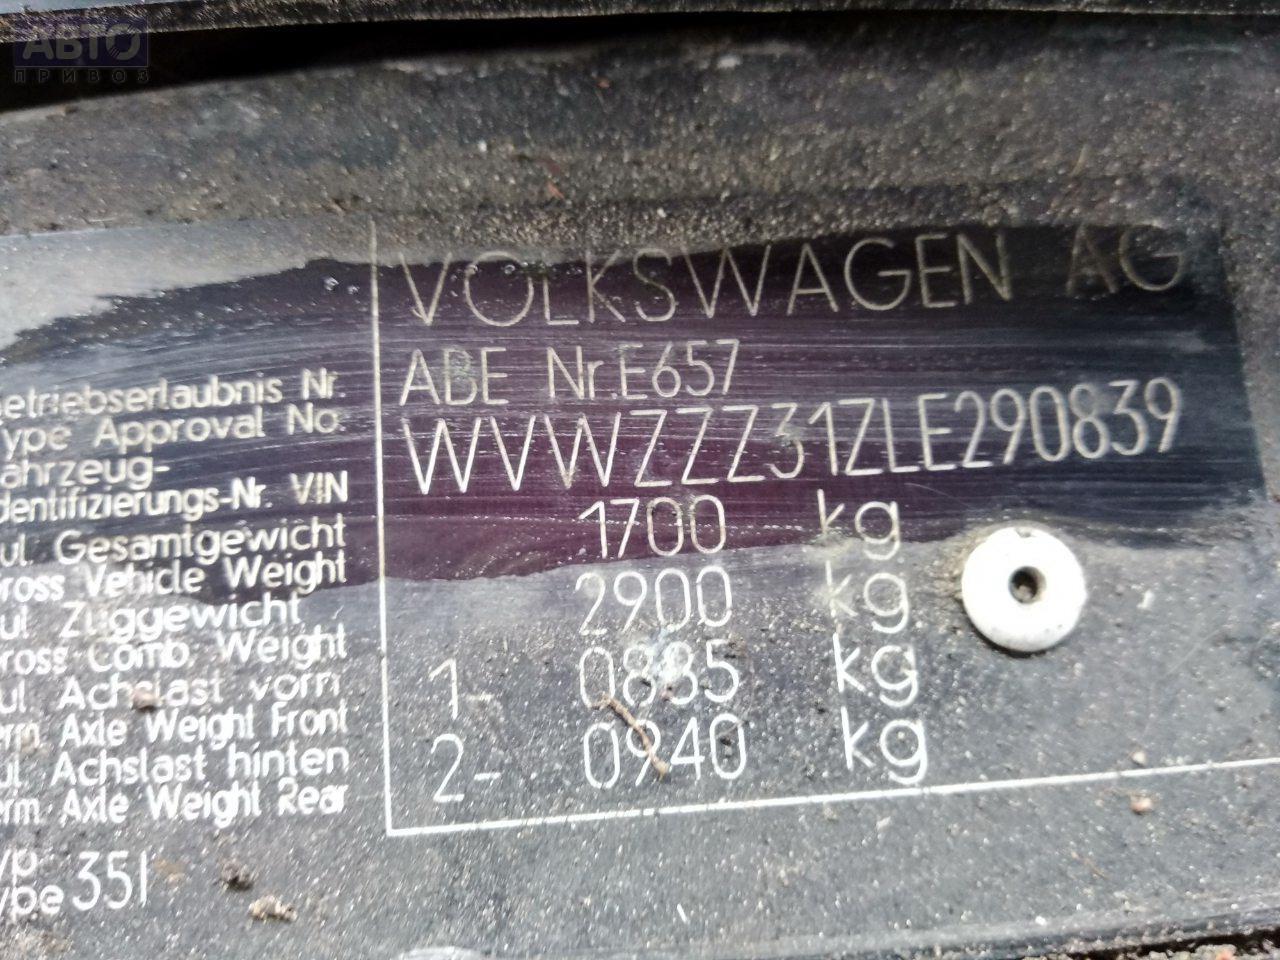 АВТО
ПРИВОЗ
VOLKSWAGEN AG
etriebserlaubnis Nr.
ype Approval No.
ABE Nr.E657
ahrzeug-
dentifizierungs-Nr. VIN
WVWZZZ31ZLE290839
ul. Gesamtgewicht
ross Vehicle Weight
1700 kg
ul Zuggewicht
ross Comb. Weight
2900 kg
ul Achslast vorn
erm Axle Weight Front
1- 0885 kg
ul. Achslast hinten
erm. Axle Weight Rear
2- 0940 kg
yp
ype 35I